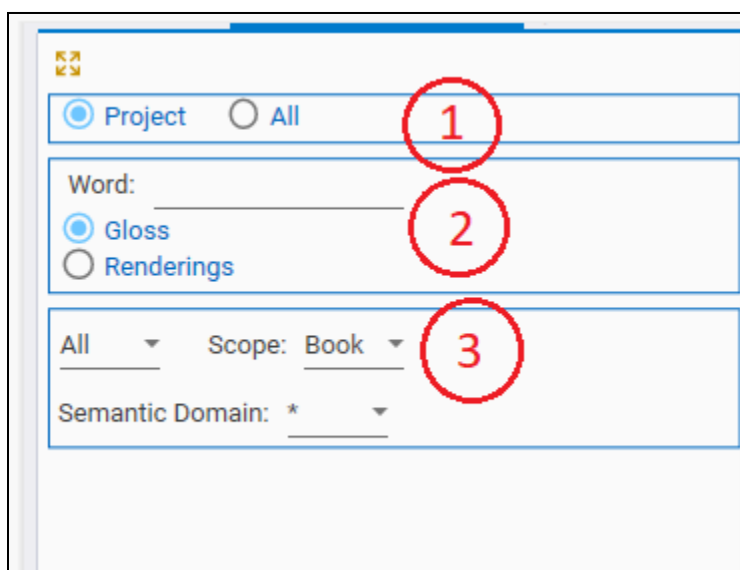 Project All 1
Word:
Gloss 2
Renderings
All Scope: Book 3
Semantic Domain: *